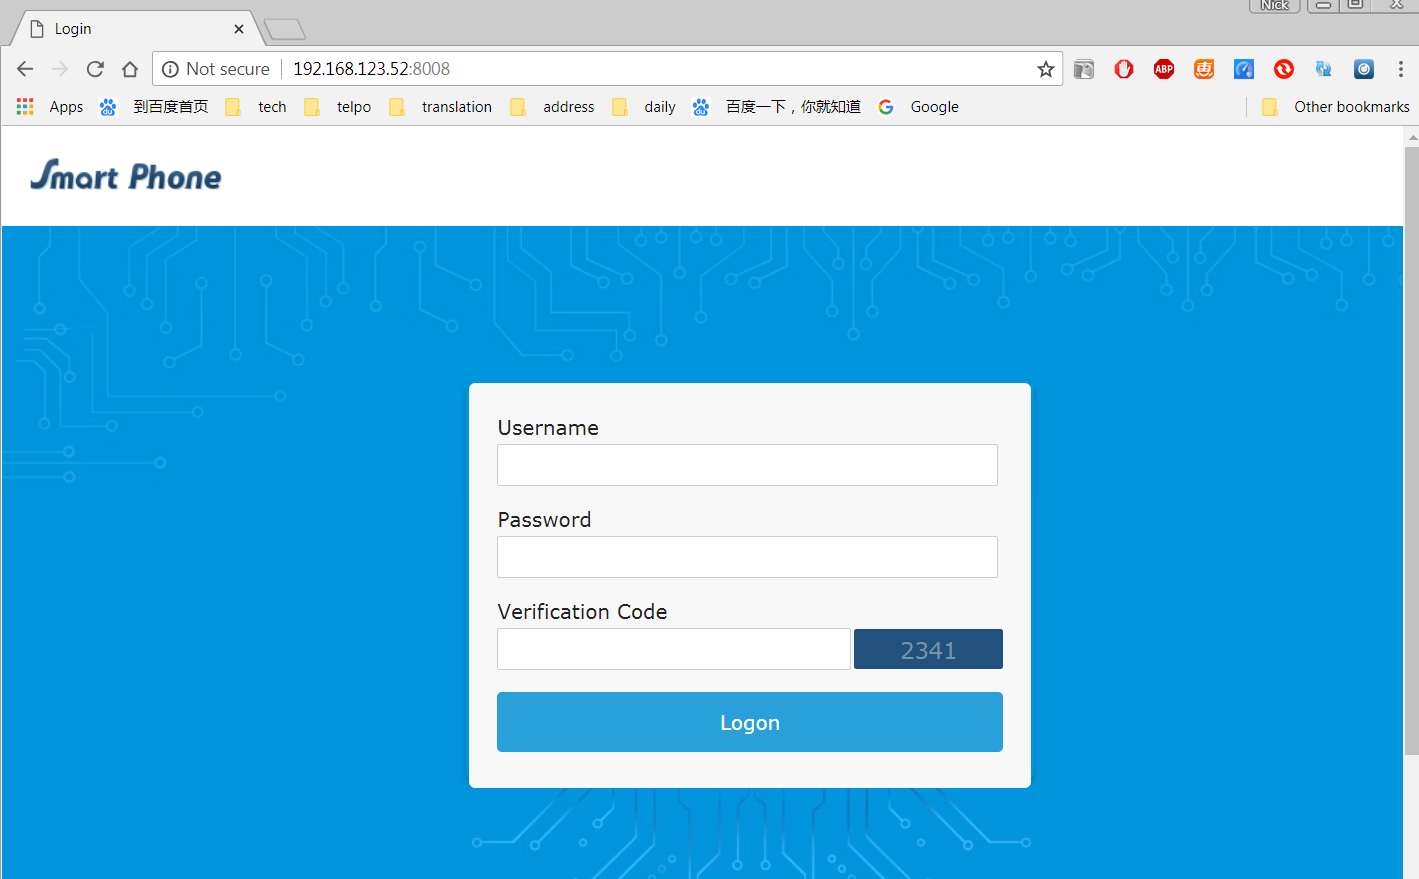 Nick
Login
Not secure 192.168.123.52:8008
ABP 惠
Apps 到百度首页 tech telpo translation address daily 百度一下，你就知道 Google Other bookmarks
Smart Phone
Username
Password
Verification Code
2341
Logon